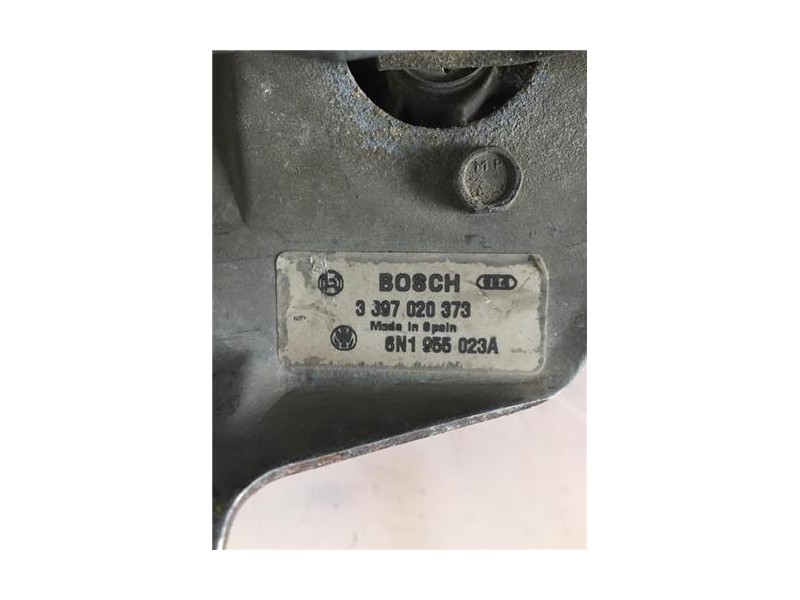 MP
BOSCH
3 397 020 373
Made in Spain
6N1 955 023A